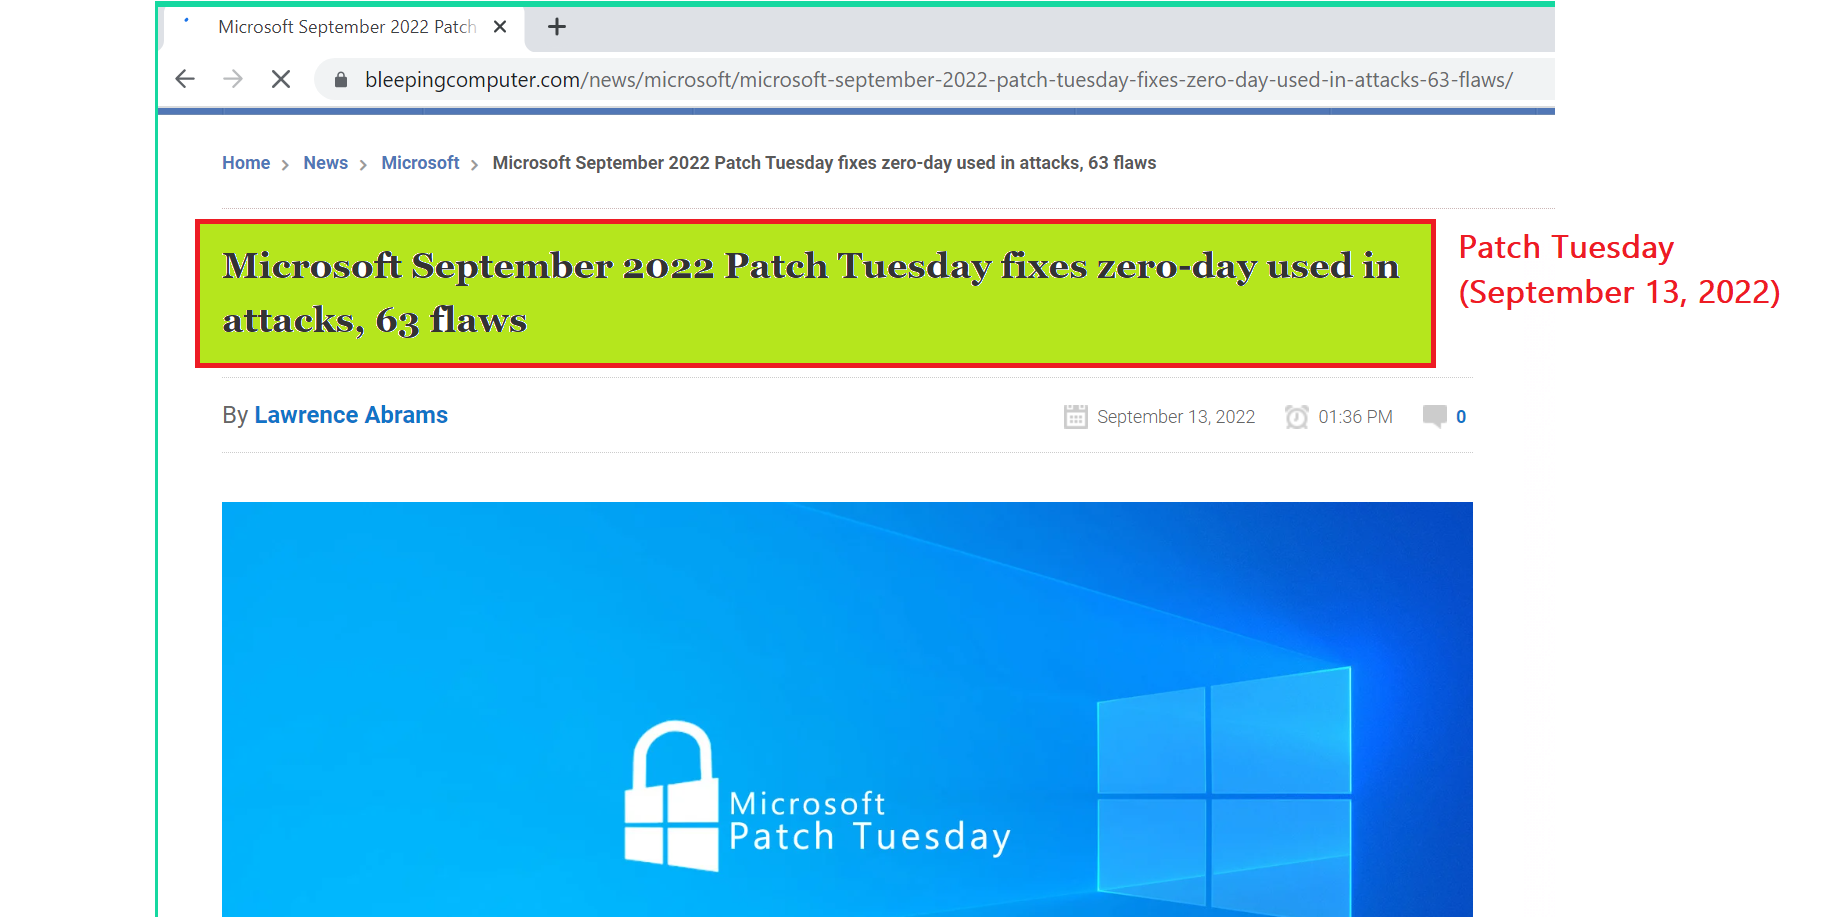 Microsoft September 2022 Patch
bleepingcomputer.com/news/microsoft/microsoft-september-2022-patch-tuesday-fixes-zero-day-used-in-attacks-63-flaws/
Home > News > Microsoft > Microsoft September 2022 Patch Tuesday fixes zero-day used in attacks, 63 flaws
Microsoft September 2022 Patch Tuesday fixes zero-day used in
attacks, 63 flaws
Patch Tuesday
(September 13, 2022)
By Lawrence Abrams
September 13, 2022 01:36 PM 0
Microsoft
Patch Tuesday